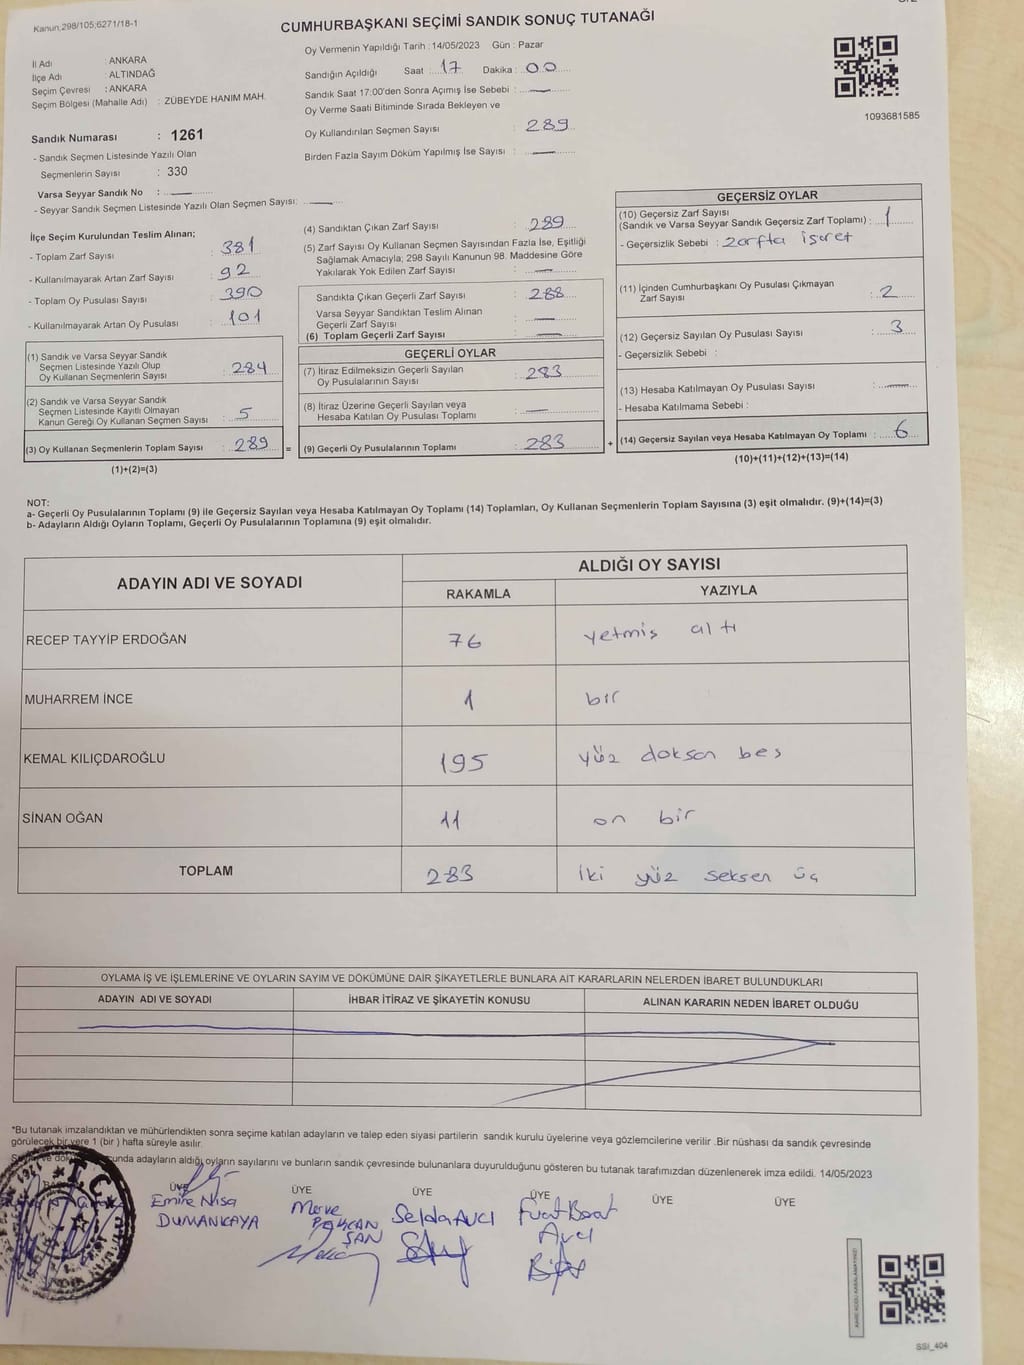 Kanun;298/105;6271/18-1
CUMHURBAŞKANI SEÇİMİ SANDIK SONUÇ TUTANAĞI
İl Adı : ANKARA
İlçe Adı : ALTINDAĞ
Seçim Çevresi : ANKARA
Seçim Bölgesi (Mahalle Adı) : ZÜBEYDE HANIM MAH.
Sandık Numarası : 1261
- Sandık Seçmen Listesinde Yazılı Olan
Seçmenlerin Sayısı : 330
Varsa Seyyar Sandık No :
- Seyyar Sandık Seçmen Listesinde Yazılı Olan Seçmen Sayısı:
Oy Vermenin Yapıldığı Tarih : 14/05/2023 Gün : Pazar
Sandığın Açıldığı Saat : 17 Dakika : 00
Sandık Saat 17:00'den Sonra Açımış İse Sebebi :
Oy Verme Saati Bitiminde Sırada Bekleyen ve
Oy Kullandırılan Seçmen Sayısı : 289
Birden Fazla Sayım Döküm Yapılmış İse Sayısı :
1093681585
İlçe Seçim Kurulundan Teslim Alınan;
- Toplam Zarf Sayısı : 381
- Kullanılmayarak Artan Zarf Sayısı : 92
- Toplam Oy Pusulası Sayısı : 390
- Kullanılmayarak Artan Oy Pusulası : 101
(1) Sandık ve Varsa Seyyar Sandık
Seçmen Listesinde Yazılı Olup
Oy Kullanan Seçmenlerin Sayısı : 284
(2) Sandık ve Varsa Seyyar Sandık
Seçmen Listesinde Kayıtlı Olmayan
Kanun Gereği Oy Kullanan Seçmen Sayısı : 5
(3) Oy Kullanan Seçmenlerin Toplam Sayısı : 289 =
(1)+(2)=(3)
(4) Sandıktan Çıkan Zarf Sayısı : 289
(5) Zarf Sayısı Oy Kullanan Seçmen Sayısından Fazla İse, Eşitliği
Sağlamak Amacıyla; 298 Sayılı Kanunun 98. Maddesine Göre
Yakılarak Yok Edilen Zarf Sayısı :
Sandıkta Çıkan Geçerli Zarf Sayısı : 288
Varsa Seyyar Sandıktan Teslim Alınan
Geçerli Zarf Sayısı :
(6) Toplam Geçerli Zarf Sayısı :
GEÇERLİ OYLAR
(7) İtiraz Edilmeksizin Geçerli Sayılan
Oy Pusulalarının Sayısı : 283
(8) İtiraz Üzerine Geçerli Sayılan veya
Hesaba Katılan Oy Pusulası Toplamı :
(9) Geçerli Oy Pusulalarının Toplamı : 283 +
GEÇERSİZ OYLAR
(10) Geçersiz Zarf Sayısı
(Sandık ve Varsa Seyyar Sandık Geçersiz Zarf Toplamı) : 1
- Geçersizlik Sebebi : zarfta işaret
(11) İçinden Cumhurbaşkanı Oy Pusulası Çıkmayan
Zarf Sayısı : 2
(12) Geçersiz Sayılan Oy Pusulası Sayısı : 3
- Geçersizlik Sebebi :
(13) Hesaba Katılmayan Oy Pusulası Sayısı :
- Hesaba Katılmama Sebebi :
(14) Geçersiz Sayılan veya Hesaba Katılmayan Oy Toplamı : 6
(10)+(11)+(12)+(13)=(14)
NOT:
a- Geçerli Oy Pusulalarının Toplamı (9) ile Geçersiz Sayılan veya Hesaba Katılmayan Oy Toplamı (14) Toplamları, Oy Kullanan Seçmenlerin Toplam Sayısına (3) eşit olmalıdır. (9)+(14)=(3)
b- Adayların Aldığı Oyların Toplamı, Geçerli Oy Pusulalarının Toplamına (9) eşit olmalıdır.
ADAYIN ADI VE SOYADI ALDIĞI OY SAYISI
RAKAMLA YAZIYLA
RECEP TAYYİP ERDOĞAN 76 yetmiş altı
MUHARREM İNCE 1 bir
KEMAL KILIÇDAROĞLU 195 yüz doksan beş
SİNAN OĞAN 11 on bir
TOPLAM 283 iki yüz seksen üç
OYLAMA İŞ VE İŞLEMLERİNE VE OYLARIN SAYIM VE DÖKÜMÜNE DAİR ŞİKAYETLERLE BUNLARA AİT KARARLARIN NELERDEN İBARET BULUNDUKLARI
ADAYIN ADI VE SOYADI İHBAR İTİRAZ VE ŞİKAYETİN KONUSU ALINAN KARARIN NEDEN İBARET OLDUĞU
*Bu tutanak imzalandıktan ve mühürlendikten sonra seçime katılan adayların ve talep eden siyasi partilerin sandık kurulu üyelerine veya gözlemcilerine verilir .Bir nüshası da sandık çevresinde
görülecek bir yere 1 (bir ) hafta süreyle asılır.
adayların aldığı oyların sayılarını ve bunların sandık çevresinde bulunanlara duyurulduğunu gösteren bu tutanak tarafımızdan düzenlenerek imza edildi. 14/05/2023
ÜYE ÜYE ÜYE ÜYE ÜYE ÜYE
Emine Nisa
DUMANKAYA
Merve
ŞAN
Selda AVCI
Fuat Borat
Avcı
T.C.
SSI_404